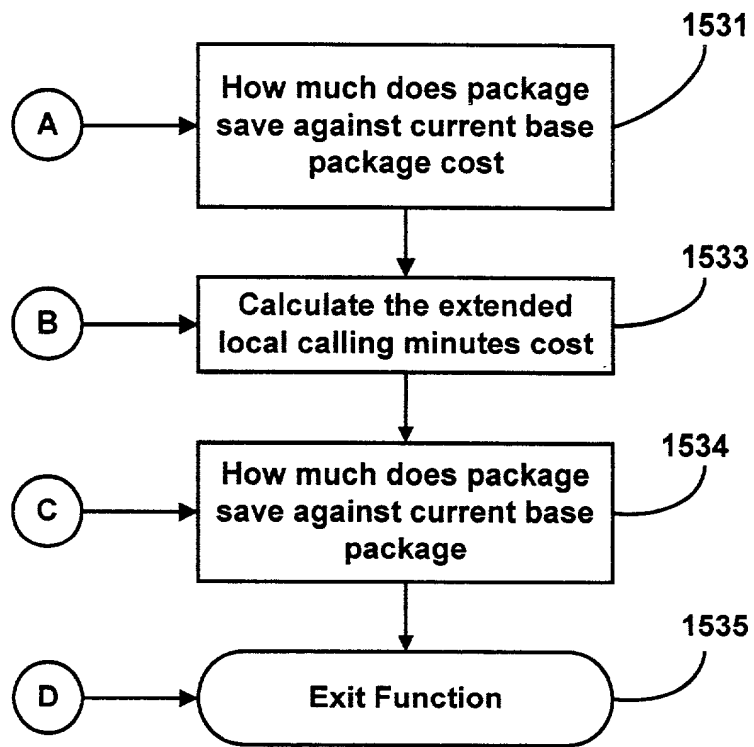 1531
How much does package
save against current base
package cost
A
1533
Calculate the extended
local calling minutes cost
B
1534
How much does package
save against current base
package
C
1535
Exit Function
D